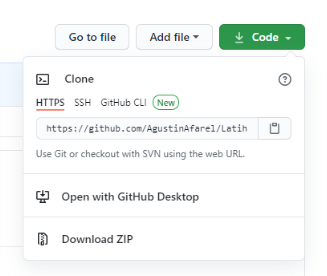 Go to file Add file Code
Clone
HTTPS SSH GitHub CLI New
https://github.com/AgustinAfarel/Latih
Use Git or checkout with SVN using the web URL.
Open with GitHub Desktop
Download ZIP